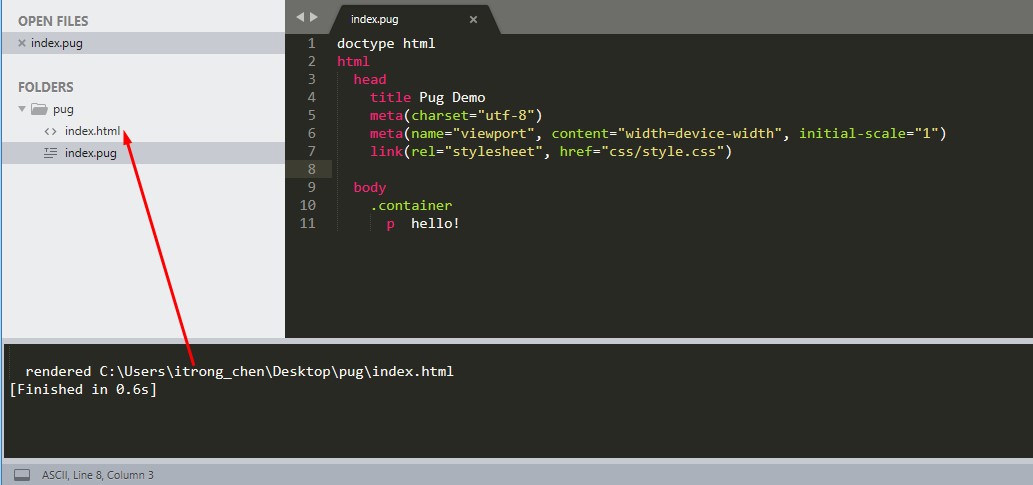 OPEN FILES
index.pug
FOLDERS
pug
index.html
index.pug
index.pug
1 doctype html
2 html
3 head
4 title Pug Demo
5 meta(charset="utf-8")
6 meta(name="viewport", content="width=device-width", initial-scale="1")
7 link(rel="stylesheet", href="css/style.css")
8
9 body
10 .container
11 p  hello!
rendered C:\Users\itrong_chen\Desktop\pug\index.html
[Finished in 0.6s]
ASCII, Line 8, Column 3